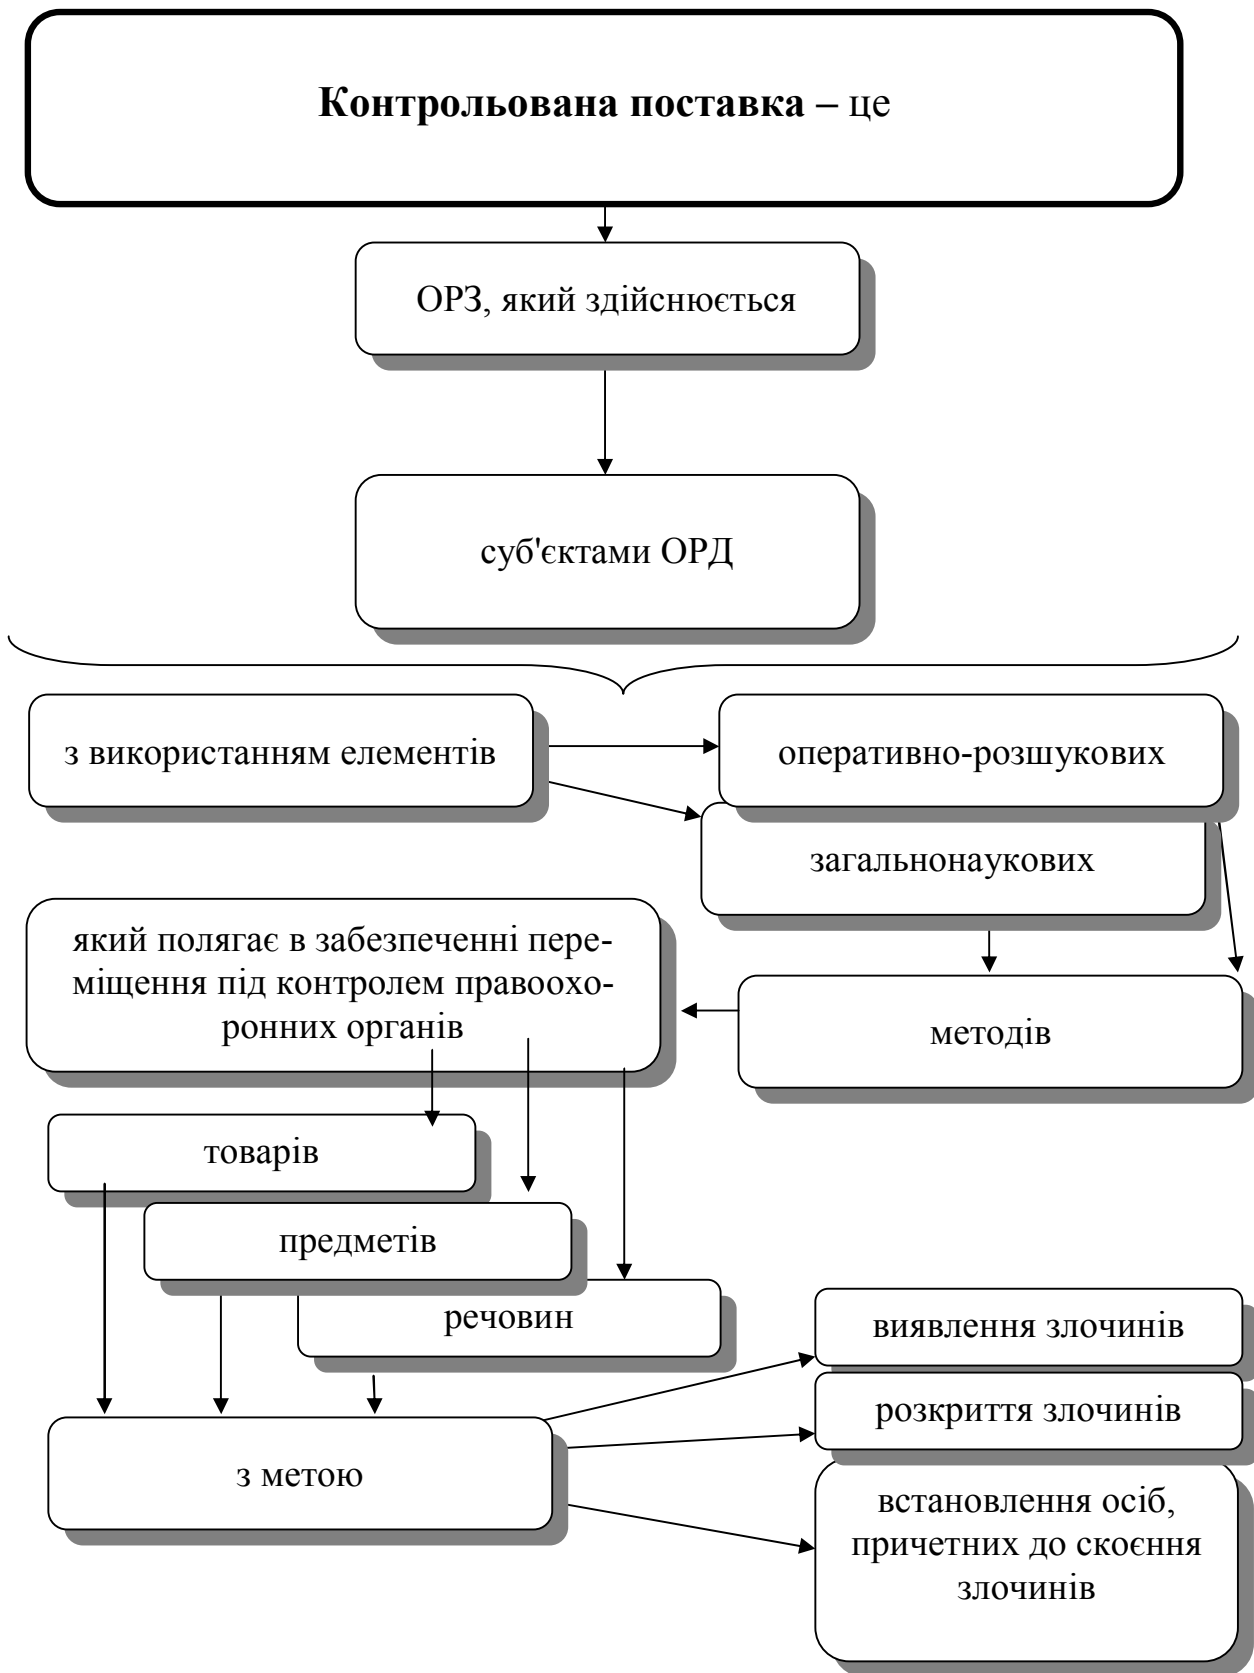 Контрольована поставка – це
ОРЗ, який здійснюється
суб'єктами ОРД
з використанням елементів
оперативно-розшукових
загальнонаукових
методів
який полягає в забезпеченні пере-
міщення під контролем правоохо-
ронних органів
товарів
предметів
речовин
з метою
виявлення злочинів
розкриття злочинів
встановлення осіб,
причетних до скоєння
злочинів